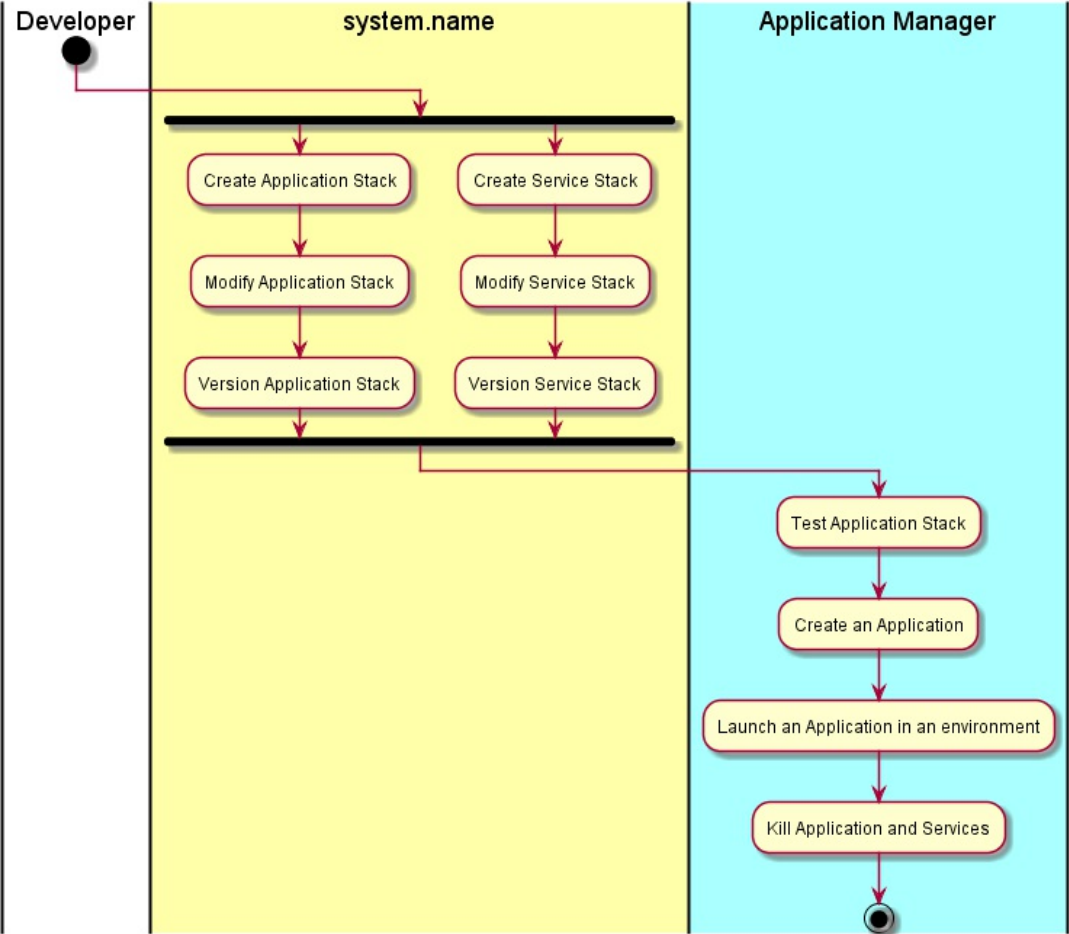 Developer
system.name
Application Manager
Create Application Stack
Create Service Stack
Modify Application Stack
Modify Service Stack
Version Application Stack
Version Service Stack
Test Application Stack
Create an Application
Launch an Application in an environment
Kill Application and Services